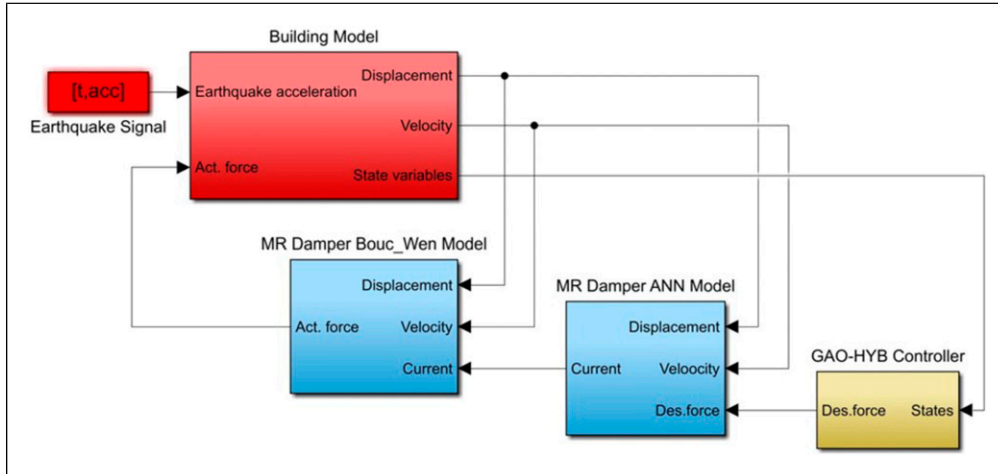 Building Model
[t,acc]
Earthquake Signal
Earthquake acceleration
Act. force
Displacement
Velocity
State variables
MR Damper Bouc_Wen Model
Act. force
Displacement
Velocity
Current
MR Damper ANN Model
Current
Displacement
Veloocity
Des.force
GAO-HYB Controller
Des.force
States